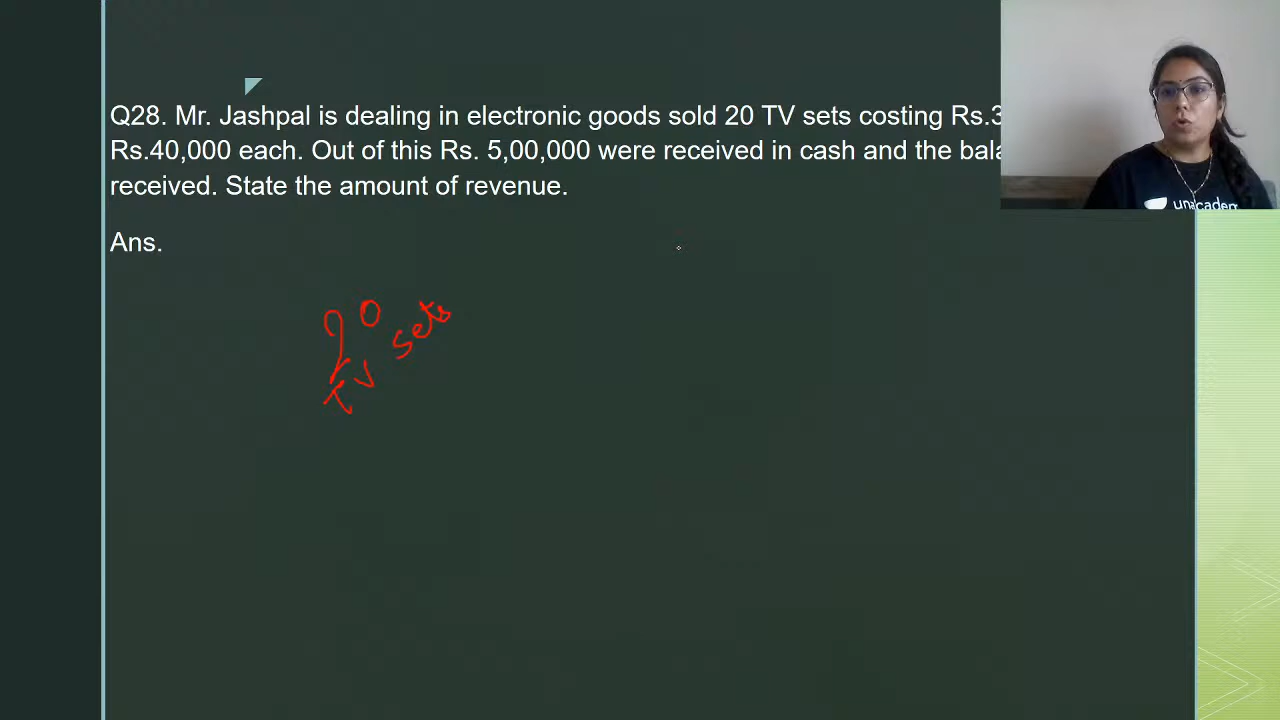 Q28. Mr. Jashpal is dealing in electronic goods sold 20 TV sets costing Rs.3
Rs.40,000 each. Out of this Rs. 5,00,000 were received in cash and the bala
received. State the amount of revenue.
Ans.
20 sets
TV
unacadem